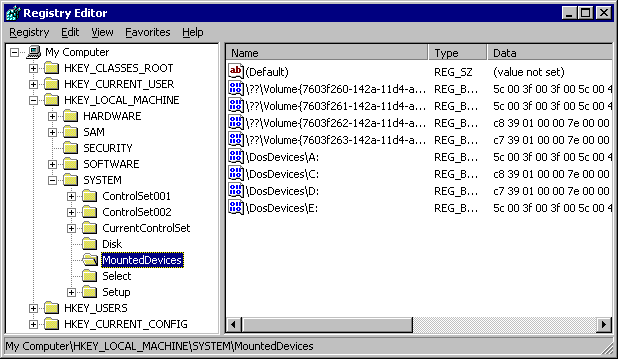 Registry Editor
Registry Edit View Favorites Help
My Computer
HKEY_CLASSES_ROOT
HKEY_CURRENT_USER
HKEY_LOCAL_MACHINE
HARDWARE
SAM
SECURITY
SOFTWARE
SYSTEM
ControlSet001
ControlSet002
CurrentControlSet
Disk
MountedDevices
Select
Setup
HKEY_USERS
HKEY_CURRENT_CONFIG
Name Type Data
(Default) REG_SZ (value not set)
\??\Volume{7603f260-142a-11d4-a... REG_B... 5c 00 3f 00 3f 00 5c 00 4
\??\Volume{7603f261-142a-11d4-a... REG_B... 5c 00 3f 00 3f 00 5c 00 4
\??\Volume{7603f262-142a-11d4-a... REG_B... c8 39 01 00 00 7e 00 00
\??\Volume{7603f263-142a-11d4-a... REG_B... c7 39 01 00 00 7e 00 00
\DosDevices\A: REG_B... 5c 00 3f 00 3f 00 5c 00 4
\DosDevices\C: REG_B... c8 39 01 00 00 7e 00 00
\DosDevices\D: REG_B... c7 39 01 00 00 7e 00 00
\DosDevices\E: REG_B... 5c 00 3f 00 3f 00 5c 00 4
My Computer\HKEY_LOCAL_MACHINE\SYSTEM\MountedDevices